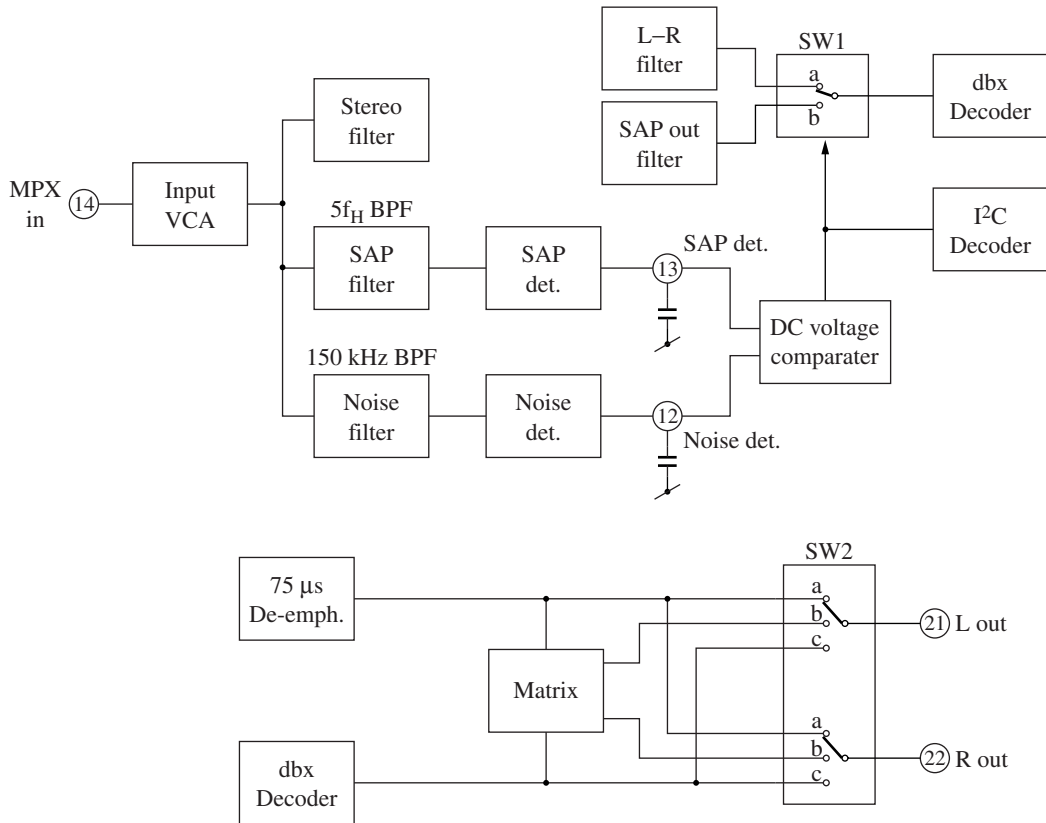 L–R
filter
SW1
a
b
dbx
Decoder
Stereo
filter
SAP out
filter
MPX
in
14
Input
VCA
5fH BPF
SAP
filter
SAP
det.
13
SAP det.
I²C
Decoder
DC voltage
comparater
150 kHz BPF
Noise
filter
Noise
det.
12
Noise det.
SW2
75 µs
De-emph.
a
b
c
21
L out
Matrix
a
b
c
22
R out
dbx
Decoder